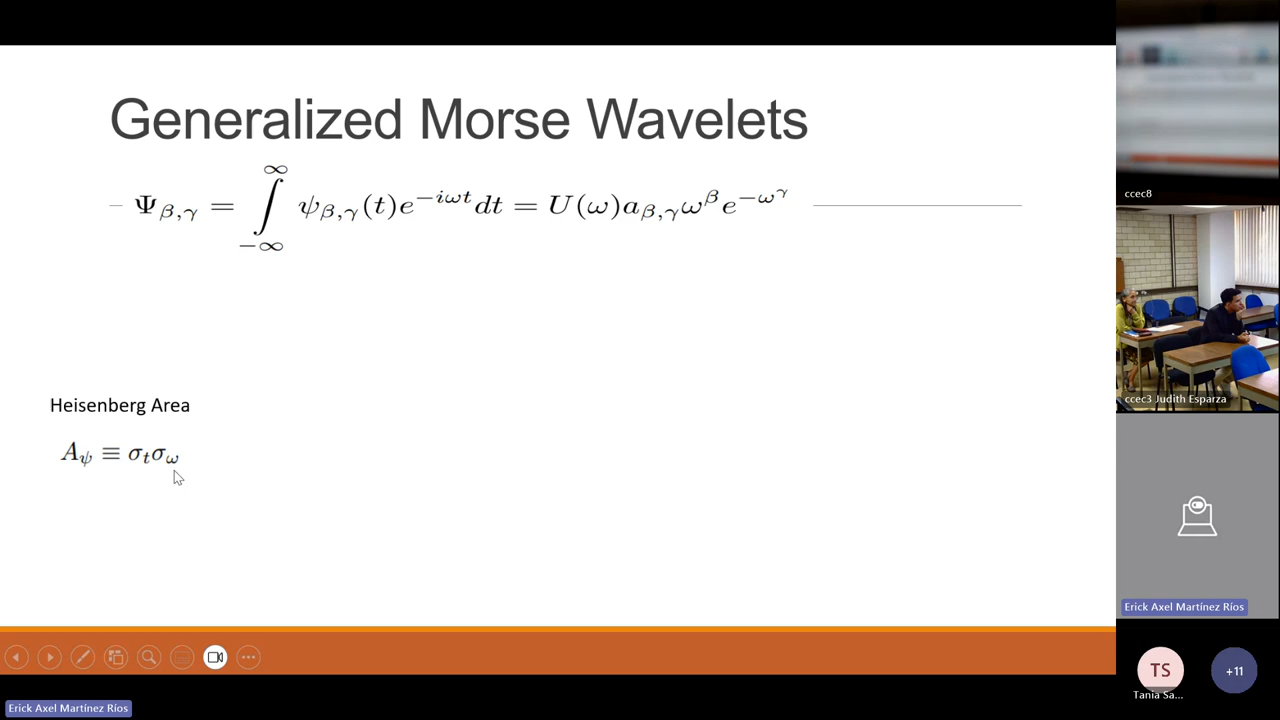 Generalized Morse Wavelets
Ψ_{β,γ} = ∫_{-∞}^{∞} ψ_{β,γ}(t)e^{-iωt}dt = U(ω)a_{β,γ}ω^{β}e^{-ω^{γ}}
Heisenberg Area
A_ψ ≡ σ_tσ_ω
ccec8
ccec3 Judith Esparza
Erick Axel Martínez Ríos
TS
Tania Sa...
+11
Erick Axel Martínez Ríos